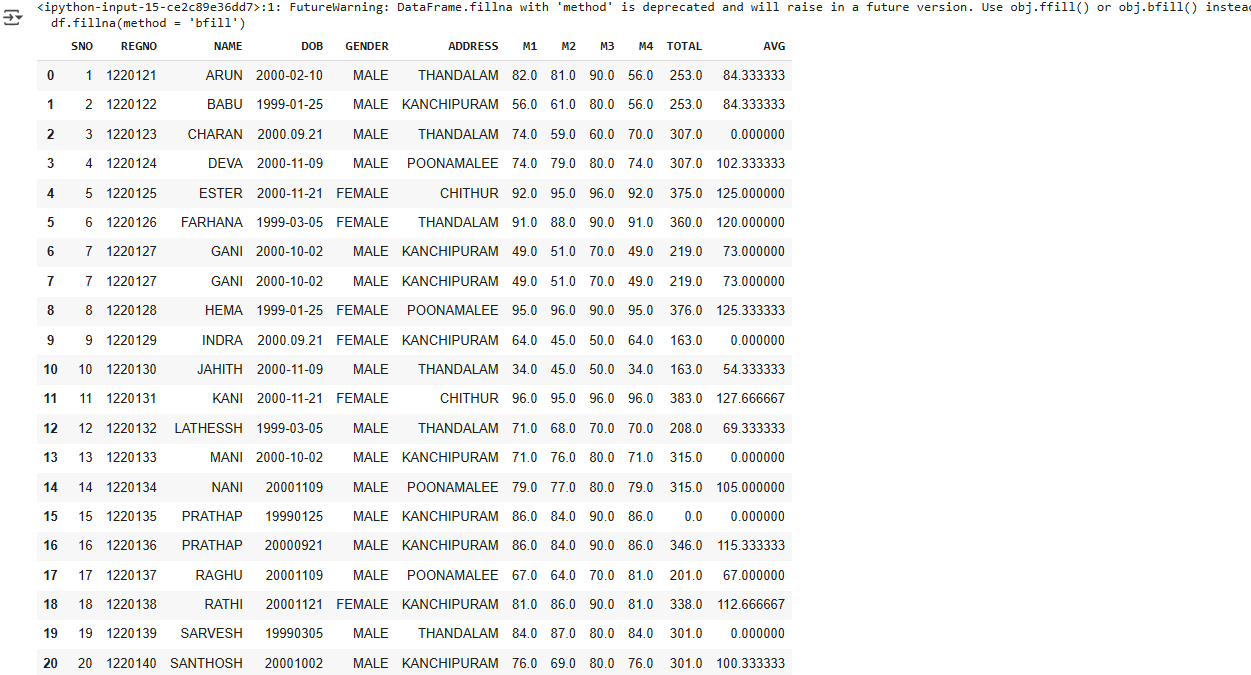 <ipython-input-15-ce2c89e36dd7>:1: FutureWarning: DataFrame.fillna with 'method' is deprecated and will raise in a future version. Use obj.ffill() or obj.bfill() instead
df.fillna(method = 'bfill')
SNO REGNO NAME DOB GENDER ADDRESS M1 M2 M3 M4 TOTAL AVG
0 1 1220121 ARUN 2000-02-10 MALE THANDALAM 82.0 81.0 90.0 56.0 253.0 84.333333
1 2 1220122 BABU 1999-01-25 MALE KANCHIPURAM 56.0 61.0 80.0 56.0 253.0 84.333333
2 3 1220123 CHARAN 2000.09.21 MALE THANDALAM 74.0 59.0 60.0 70.0 307.0 0.000000
3 4 1220124 DEVA 2000-11-09 MALE POONAMALEE 74.0 79.0 80.0 74.0 307.0 102.333333
4 5 1220125 ESTER 2000-11-21 FEMALE CHITHUR 92.0 95.0 96.0 92.0 375.0 125.000000
5 6 1220126 FARHANA 1999-03-05 FEMALE THANDALAM 91.0 88.0 90.0 91.0 360.0 120.000000
6 7 1220127 GANI 2000-10-02 MALE KANCHIPURAM 49.0 51.0 70.0 49.0 219.0 73.000000
7 7 1220127 GANI 2000-10-02 MALE KANCHIPURAM 49.0 51.0 70.0 49.0 219.0 73.000000
8 8 1220128 HEMA 1999-01-25 FEMALE POONAMALEE 95.0 96.0 90.0 95.0 376.0 125.333333
9 9 1220129 INDRA 2000.09.21 FEMALE KANCHIPURAM 64.0 45.0 50.0 64.0 163.0 0.000000
10 10 1220130 JAHITH 2000-11-09 MALE THANDALAM 34.0 45.0 50.0 34.0 163.0 54.333333
11 11 1220131 KANI 2000-11-21 FEMALE CHITHUR 96.0 95.0 96.0 96.0 383.0 127.666667
12 12 1220132 LATHESSH 1999-03-05 MALE THANDALAM 71.0 68.0 70.0 70.0 208.0 69.333333
13 13 1220133 MANI 2000-10-02 MALE KANCHIPURAM 71.0 76.0 80.0 71.0 315.0 0.000000
14 14 1220134 NANI 20001109 MALE POONAMALEE 79.0 77.0 80.0 79.0 315.0 105.000000
15 15 1220135 PRATHAP 19990125 MALE KANCHIPURAM 86.0 84.0 90.0 86.0 0.0 0.000000
16 16 1220136 PRATHAP 20000921 MALE KANCHIPURAM 86.0 84.0 90.0 86.0 346.0 115.333333
17 17 1220137 RAGHU 20001109 MALE POONAMALEE 67.0 64.0 70.0 81.0 201.0 67.000000
18 18 1220138 RATHI 20001121 FEMALE KANCHIPURAM 81.0 86.0 90.0 81.0 338.0 112.666667
19 19 1220139 SARVESH 19990305 MALE THANDALAM 84.0 87.0 80.0 84.0 301.0 0.000000
20 20 1220140 SANTHOSH 20001002 MALE KANCHIPURAM 76.0 69.0 80.0 76.0 301.0 100.333333